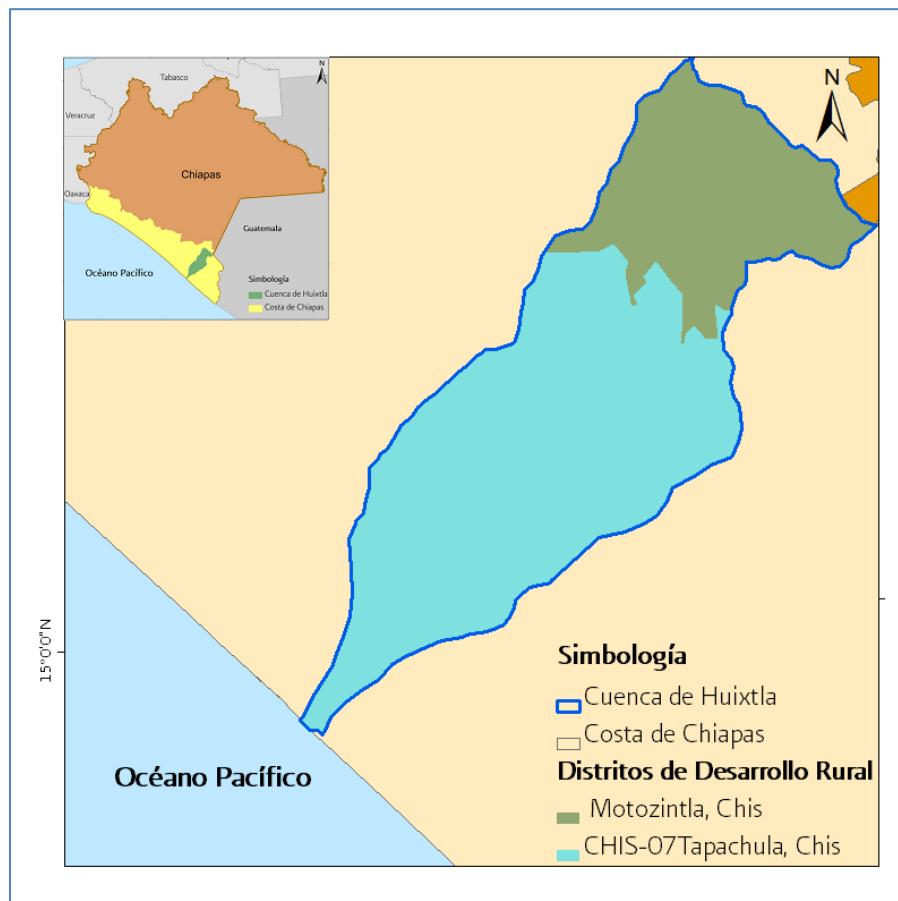 N
Tabasco
Veracruz
Chiapas
Oaxaca
Guatemala
Océano Pacífico
Simbología
Cuenca de Huixtla
Costa de Chiapas
N
15°0'0"N
Simbología
Cuenca de Huixtla
Costa de Chiapas
Distritos de Desarrollo Rural
Motozintla, Chis
CHIS-07Tapachula, Chis
Océano Pacífico